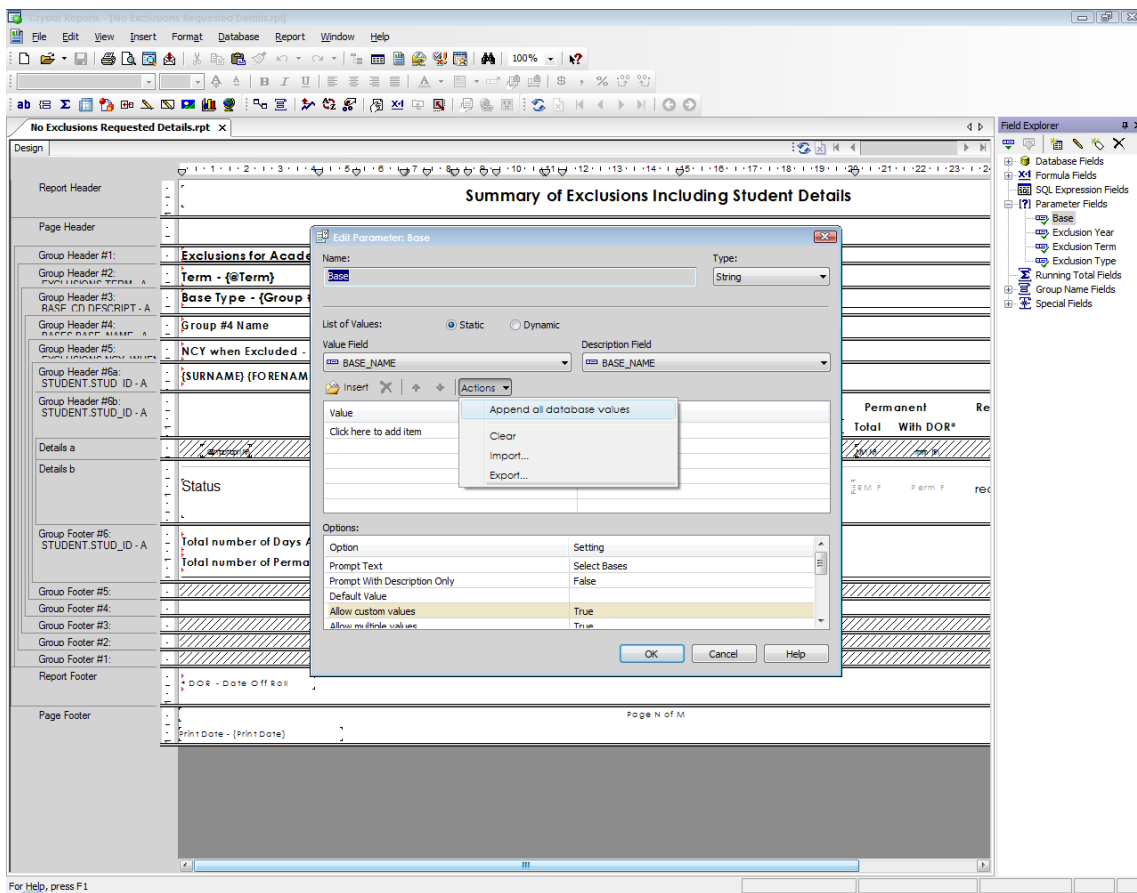 Crystal Reports - [No Exclusions Requested Details.rpt]
File Edit View Insert Format Database Report Window Help
100%
B I U A $ , %
ab
No Exclusions Requested Details.rpt X
Design
Report Header
Summary of Exclusions Including Student Details
Page Header
Group Header #1:
Exclusions for Acade
Group Header #2:
Term - {@Term}
Group Header #3:
BASE_CD.DESCRIPT - A
Base Type - {Group
Group Header #4:
BASES.BASE_NAME - A
Group #4 Name
Group Header #5:
NCY when Excluded -
Group Header #6a:
STUDENT.STUD_ID - A
{SURNAME} {FORENAM
Group Header #6b:
STUDENT.STUD_ID - A
Permanent Re
Total With DOR*
Details a
Details b
Status
Perm F rec
Group Footer #6:
STUDENT.STUD_ID - A
Total number of Days A
Total number of Perma
Group Footer #5:
Group Footer #4:
Group Footer #3:
Group Footer #2:
Group Footer #1:
Report Footer
* DOR - Date Off Roll
Page Footer
Page N of M
Print Date - {Print Date}
Edit Parameter: Base
Name:
Type:
Base
String
List of Values:
Static
Dynamic
Value Field
Description Field
BASE_NAME
BASE_NAME
Insert
Actions
Append all database values
Clear
Import...
Export...
Value
Click here to add item
Options:
Option Setting
Prompt Text Select Bases
Prompt With Description Only False
Default Value
Allow custom values True
Allow multiple values True
OK Cancel Help
Field Explorer
Database Fields
Formula Fields
SQL Expression Fields
Parameter Fields
Base
Exclusion Year
Exclusion Term
Exclusion Type
Running Total Fields
Group Name Fields
Special Fields
For Help, press F1